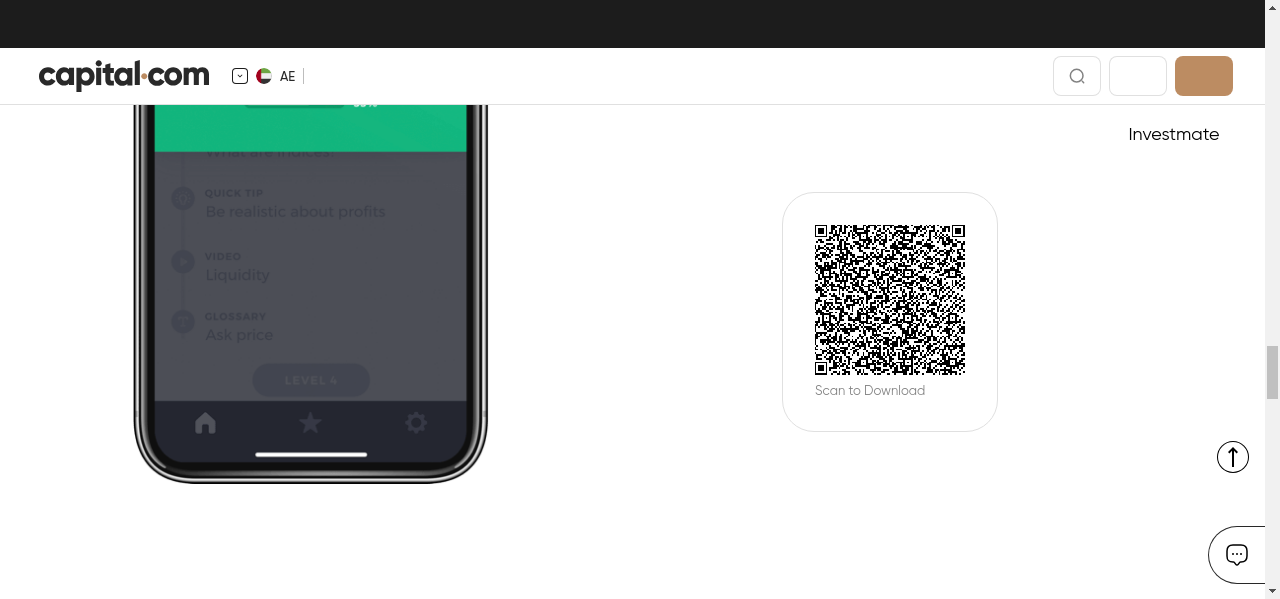 capital.com
AE
Investmate
What are indices?
QUICK TIP
Be realistic about profits
VIDEO
Liquidity
GLOSSARY
Ask price
LEVEL 4
Scan to Download